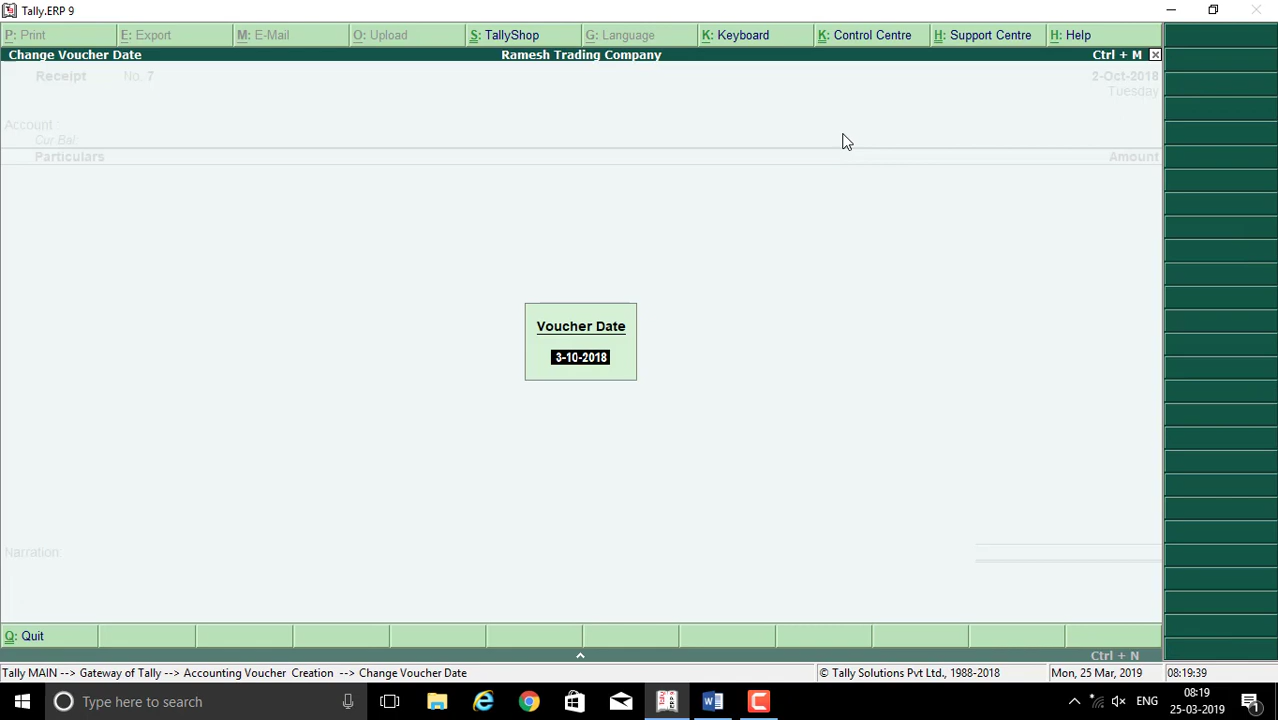 Tally.ERP 9
P: Print E: Export M: E-Mail O: Upload S: TallyShop G: Language K: Keyboard K: Control Centre H: Support Centre H: Help
Change Voucher Date Ramesh Trading Company Ctrl + M
Receipt No. 7 2-Oct-2018
Tuesday
Account :
Cur Bal:
Particulars Amount
Voucher Date
3-10-2018
Narration:
Q: Quit
Ctrl + N
Tally MAIN --> Gateway of Tally --> Accounting Voucher Creation --> Change Voucher Date © Tally Solutions Pvt Ltd., 1988-2018 Mon, 25 Mar, 2019 08:19:39
Type here to search ENG 08:19
25-03-2019 1